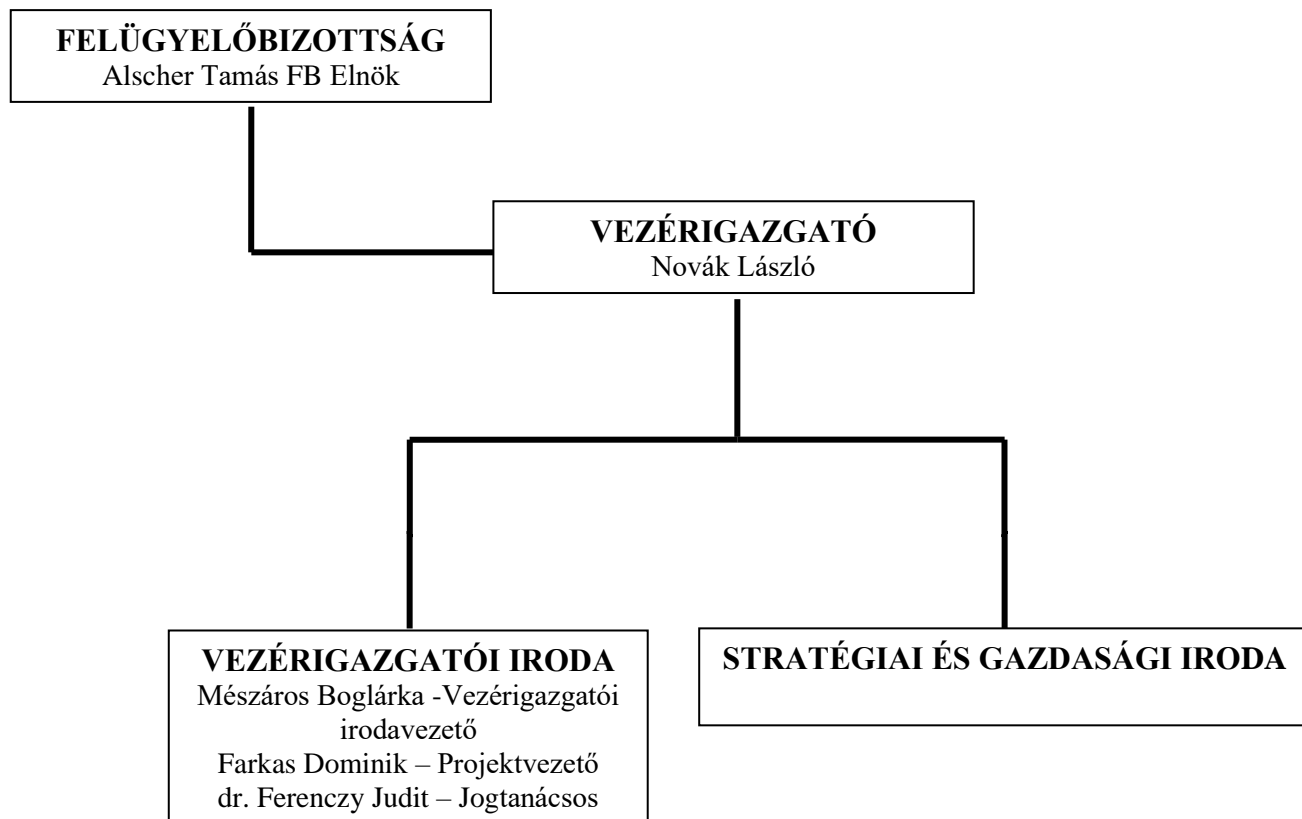 FELÜGYELŐBIZOTTSÁG
Alscher Tamás FB Elnök
VEZÉRIGAZGATÓ
Novák László
VEZÉRIGAZGATÓI IRODA
Mészáros Boglárka -Vezérigazgatói
irodavezető
Farkas Dominik – Projektvezető
dr. Ferenczy Judit – Jogtanácsos
STRATÉGIAI ÉS GAZDASÁGI IRODA